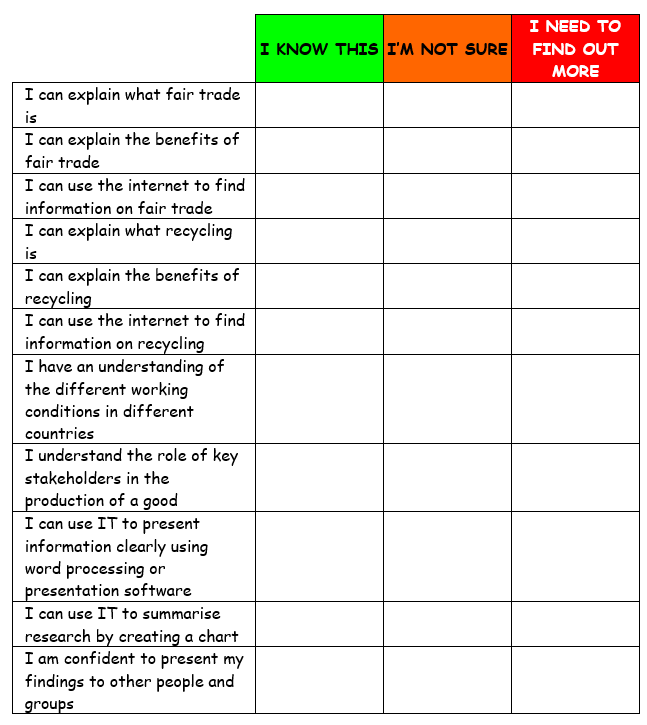 I KNOW THIS
I'M NOT SURE
I NEED TO
FIND OUT
MORE
I can explain what fair trade
is
I can explain the benefits of
fair trade
I can use the internet to find
information on fair trade
I can explain what recycling
is
I can explain the benefits of
recycling
I can use the internet to find
information on recycling
I have an understanding of
the different working
conditions in different
countries
I understand the role of key
stakeholders in the
production of a good
I can use IT to present
information clearly using
word processing or
presentation software
I can use IT to summarise
research by creating a chart
I am confident to present my
findings to other people and
groups